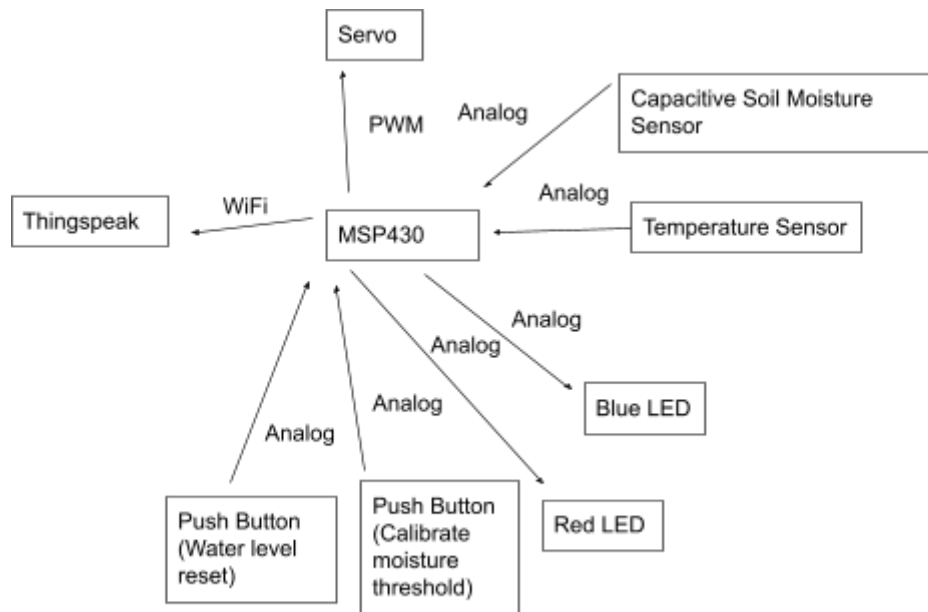 Servo
PWM
Analog
Capacitive Soil Moisture
Sensor
Thingspeak
WiFi
MSP430
Analog
Temperature Sensor
Analog
Analog
Blue LED
Analog
Analog
Push Button
(Water level
reset)
Push Button
(Calibrate
moisture
threshold)
Red LED